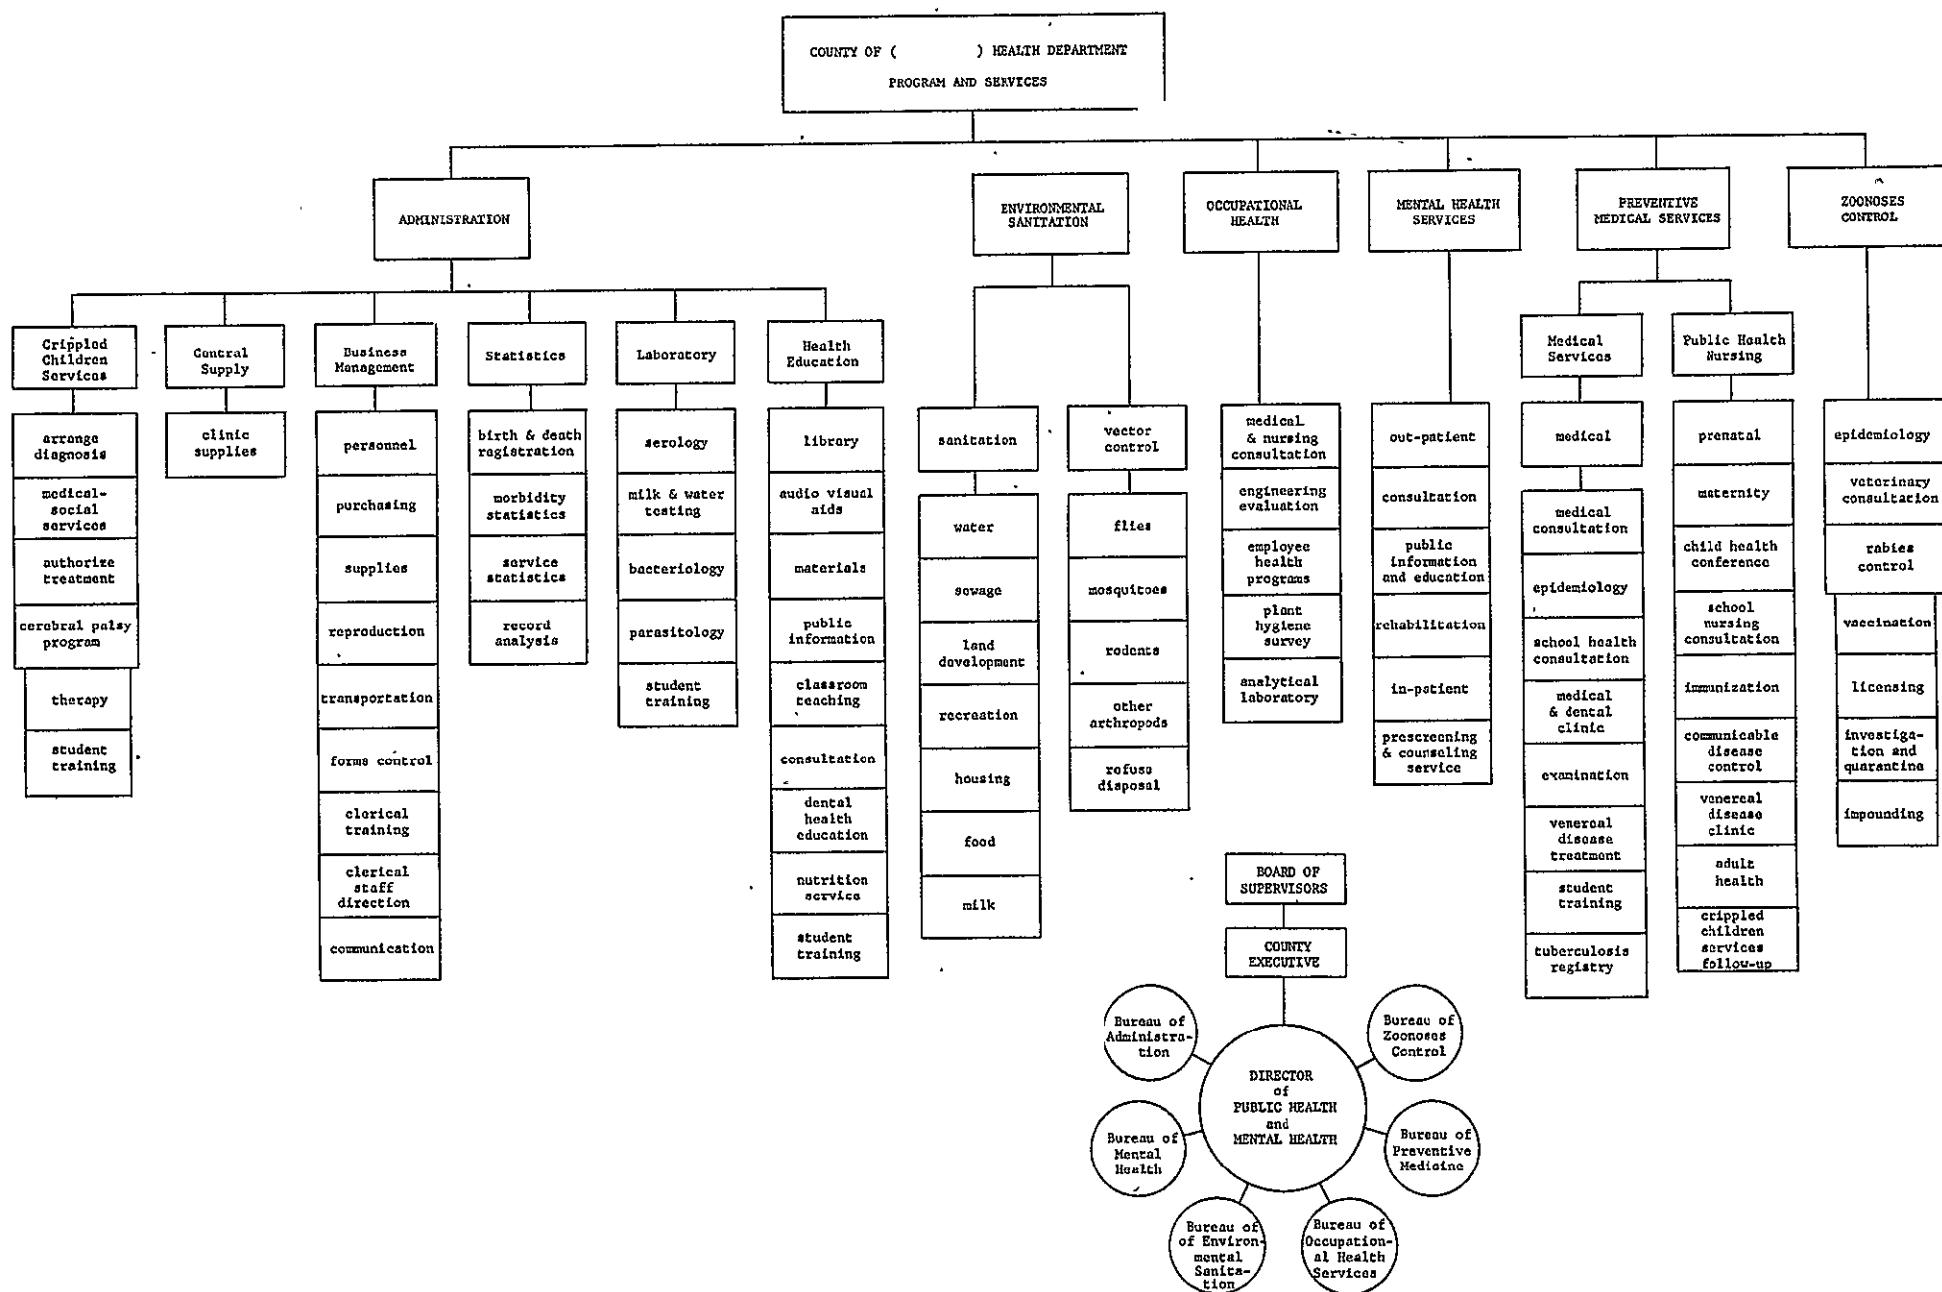 COUNTY OF ( ) HEALTH DEPARTMENT
PROGRAM AND SERVICES
ADMINISTRATION
ENVIRONMENTAL
SANITATION
OCCUPATIONAL
HEALTH
MENTAL HEALTH
SERVICES
PREVENTIVE
MEDICAL SERVICES
ZOONOSES
CONTROL
Crippled
Children
Services
Central
Supply
Business
Management
Statistics
Laboratory
Health
Education
Medical
Services
Public Health
Nursing
arrange
diagnosis
medical-
social
services
authorize
treatment
cerebral palsy
program
therapy
student
training
clinic
supplies
personnel
purchasing
supplies
reproduction
transportation
forms control
clerical
training
clerical
staff
direction
communication
birth & death
registration
morbidity
statistics
service
statistics
record
analysis
serology
milk & water
testing
bacteriology
parasitology
student
training
library
audio visual
aids
materials
public
information
classroom
teaching
consultation
dental
health
education
nutrition
service
student
training
sanitation
water
sewage
land
development
recreation
housing
food
milk
vector
control
flies
mosquitoes
rodents
other
arthropods
refuse
disposal
medical
& nursing
consultation
engineering
evaluation
employee
health
programs
plant
hygiene
survey
analytical
laboratory
out-patient
consultation
public
information
and education
rehabilitation
in-patient
prescreening
& counseling
service
medical
medical
consultation
epidemiology
school health
consultation
medical
& dental
clinic
examination
venereal
disease
treatment
student
training
tuberculosis
registry
prenatal
maternity
child health
conference
school
nursing
consultation
immunization
communicable
disease
control
venereal
disease
clinic
adult
health
crippled
children
services
follow-up
epidemiology
veterinary
consultation
rabies
control
vaccination
licensing
investiga-
tion and
quarantine
impounding
BOARD OF
SUPERVISORS
COUNTY
EXECUTIVE
DIRECTOR
of
PUBLIC HEALTH
and
MENTAL HEALTH
Bureau of
Administra-
tion
Bureau of
Zoonoses
Control
Bureau of
Mental
Health
Bureau of
Preventive
Medicine
Bureau of
of Environ-
mental
Sanita-
tion
Bureau of
Occupation-
al Health
Services